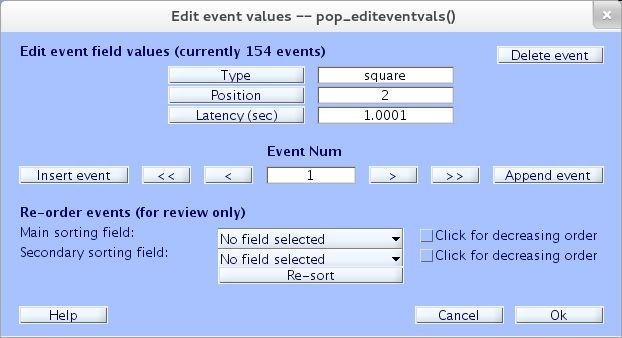 Edit event values -- pop_editeventvals()
Edit event field values (currently 154 events)
Delete event
Type square
Position 2
Latency (sec) 1.0001
Event Num
Insert event << < 1 > >> Append event
Re-order events (for review only)
Main sorting field: No field selected Click for decreasing order
Secondary sorting field: No field selected Click for decreasing order
Re-sort
Help Cancel Ok